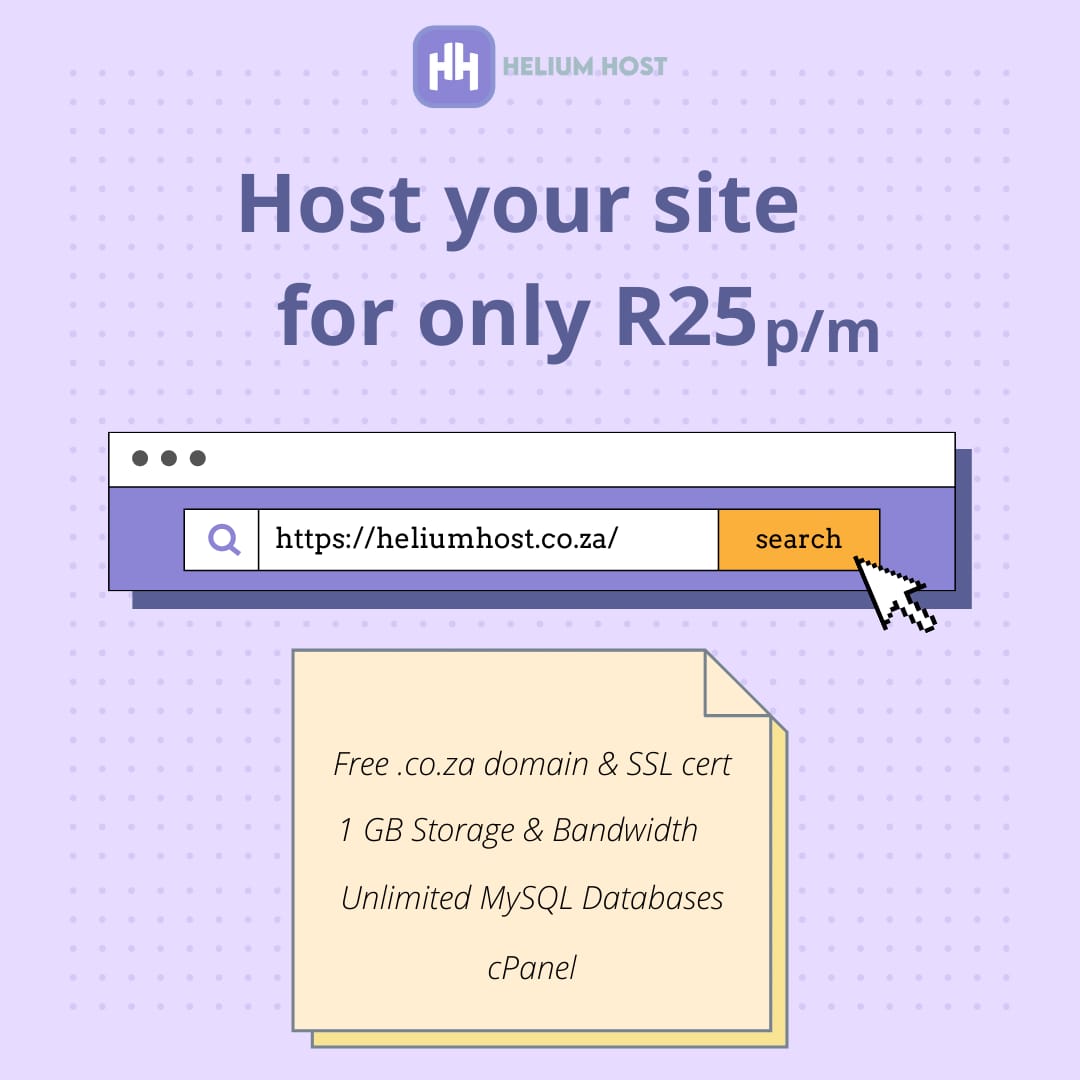 HH HELIUM HOST
Host your site
for only R25 p/m
https://heliumhost.co.za/
search
Free .co.za domain & SSL cert
1 GB Storage & Bandwidth
Unlimited MySQL Databases
cPanel